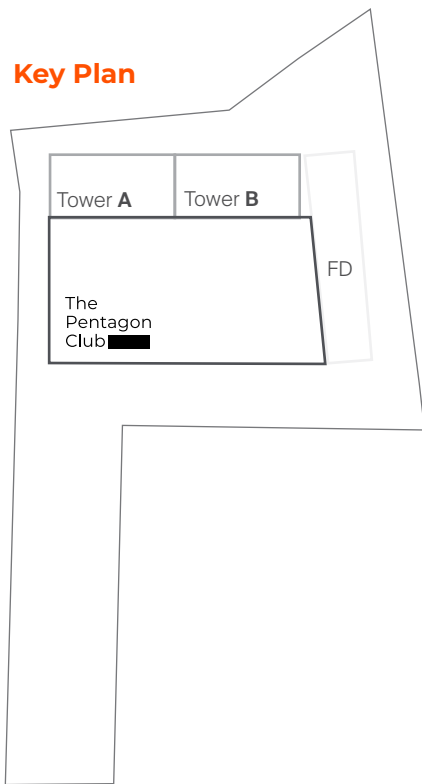 Key Plan
Tower A
Tower B
FD
The
Pentagon
Club